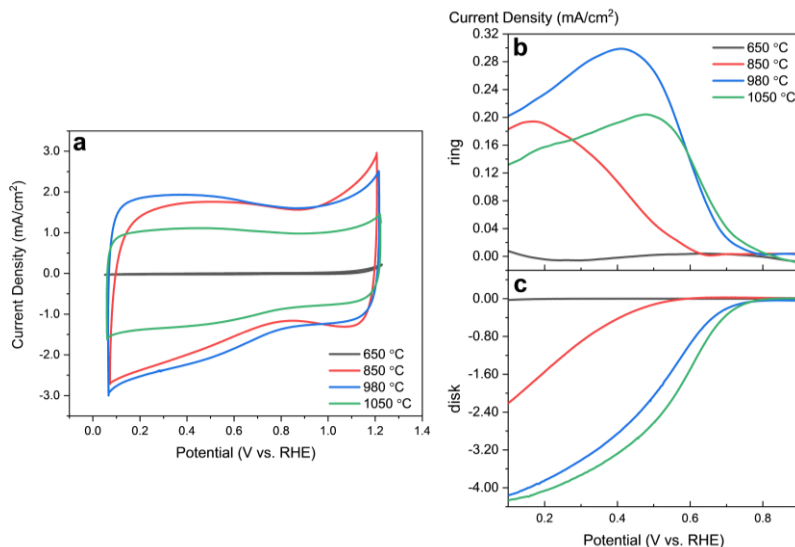 a
Current Density (mA/cm²)
3.0
2.0
1.0
0.0
-1.0
-2.0
-3.0
650 °C
850 °C
980 °C
1050 °C
0.0 0.2 0.4 0.6 0.8 1.0 1.2 1.4
Potential (V vs. RHE)
Current Density (mA/cm²)
b
ring
0.32
0.28
0.24
0.20
0.16
0.12
0.08
0.04
0.00
650 °C
850 °C
980 °C
1050 °C
c
disk
0.00
-0.80
-1.60
-2.40
-3.20
-4.00
0.2 0.4 0.6 0.8
Potential (V vs. RHE)